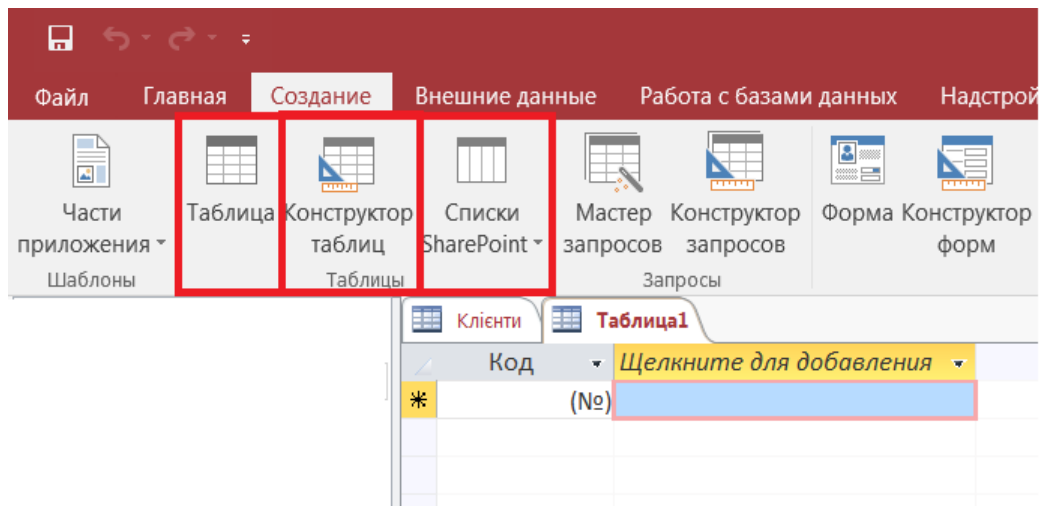 Файл Главная Создание Внешние данные Работа с базами данных Надстрой
Части приложения
Таблица
Конструктор таблиц
Списки SharePoint
Мастер запросов
Конструктор запросов
Форма
Конструктор форм
Шаблоны Таблицы Запросы
Клієнти Таблица1
Код Щелкните для добавления
(№)